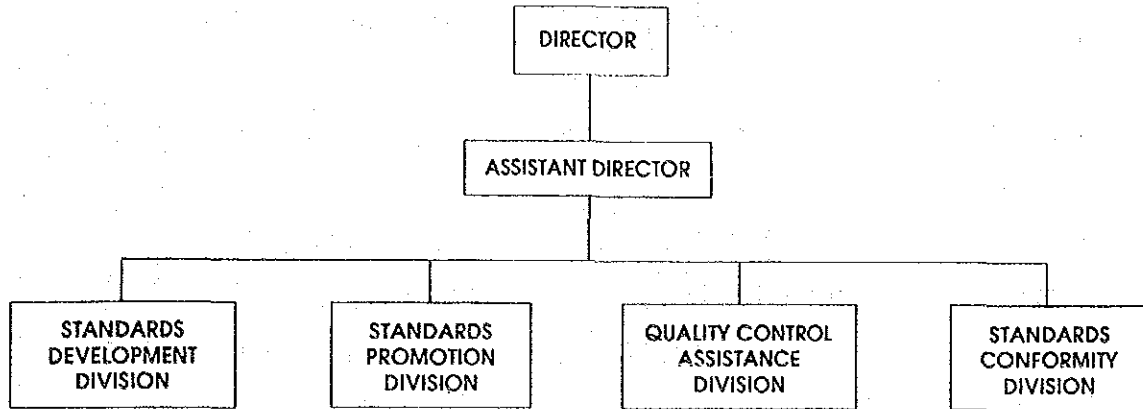 DIRECTOR
ASSISTANT DIRECTOR
STANDARDS
DEVELOPMENT
DIVISION
STANDARDS
PROMOTION
DIVISION
QUALITY CONTROL
ASSISTANCE
DIVISION
STANDARDS
CONFORMITY
DIVISION